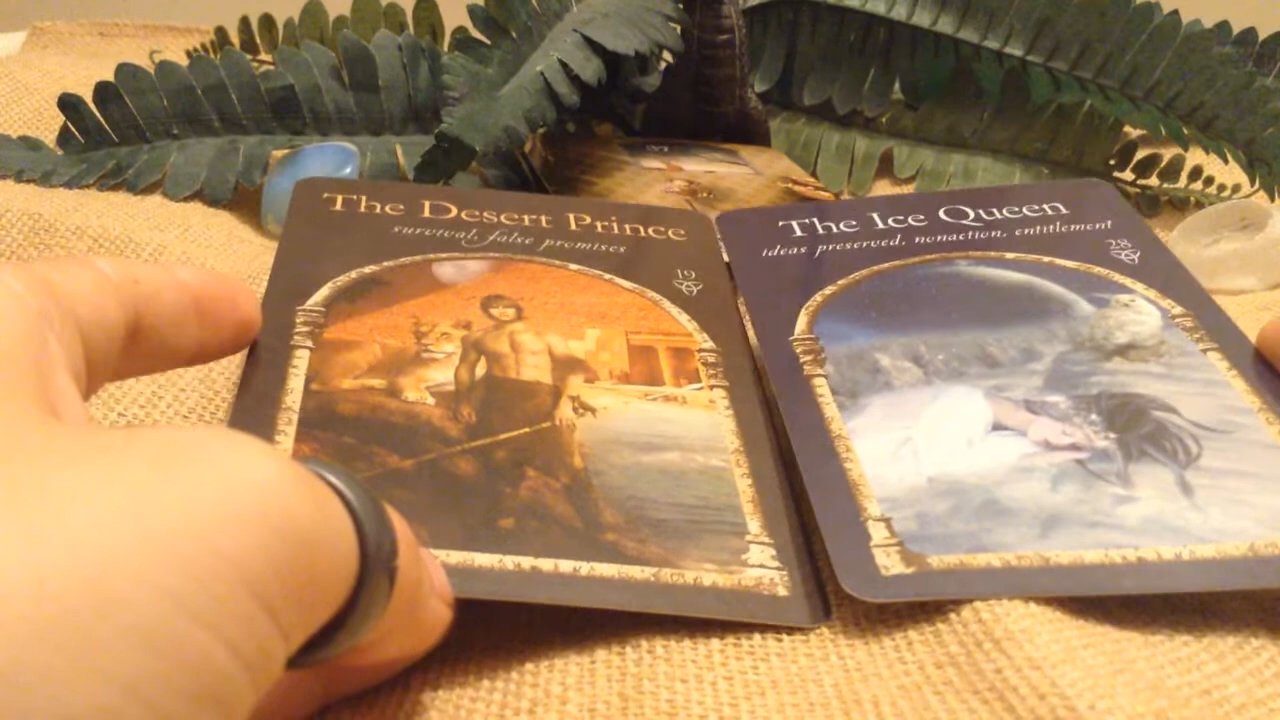 The Desert Prince
survival, false promises
19
The Ice Queen
ideas preserved, nonaction, entitlement
28